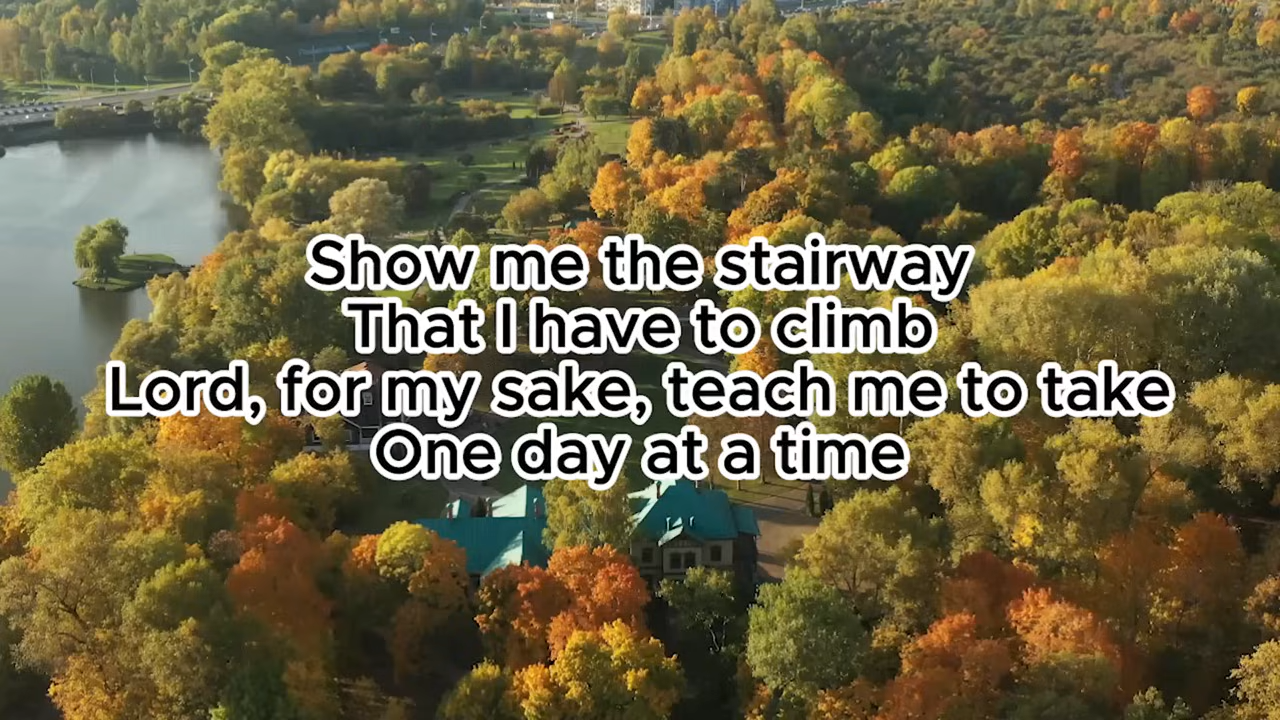 Show me the stairway
That I have to climb
Lord, for my sake, teach me to take
One day at a time